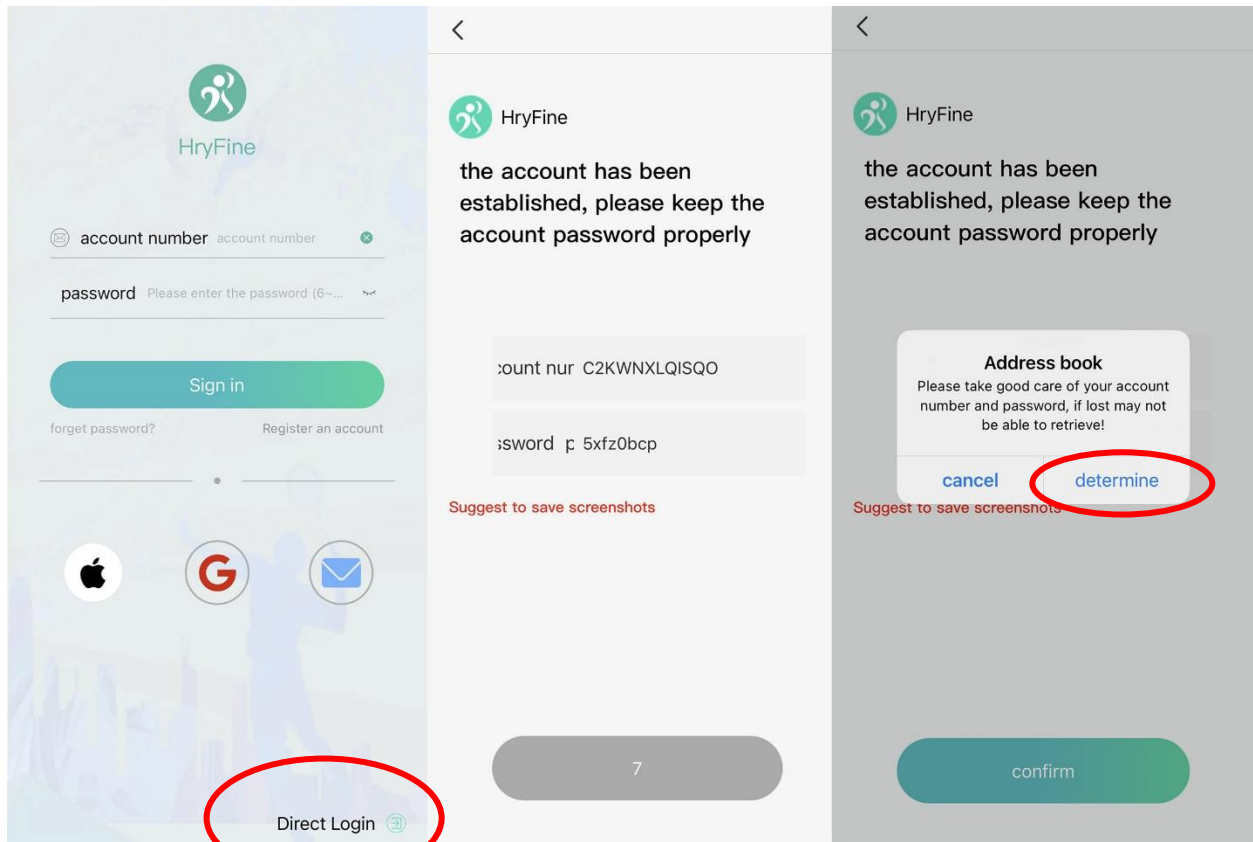 HryFine
account number account number
password Please enter the password (6~...
Sign in
forget password? Register an account
G
Direct Login
HryFine
the account has been
established, please keep the
account password properly
:ount nur C2KWNXLQISQO
ssword p 5xfz0bcp
Suggest to save screenshots
7
HryFine
the account has been
established, please keep the
account password properly
Address book
Please take good care of your account
number and password, if lost may not
be able to retrieve!
cancel determine
Suggest to save screenshots
confirm